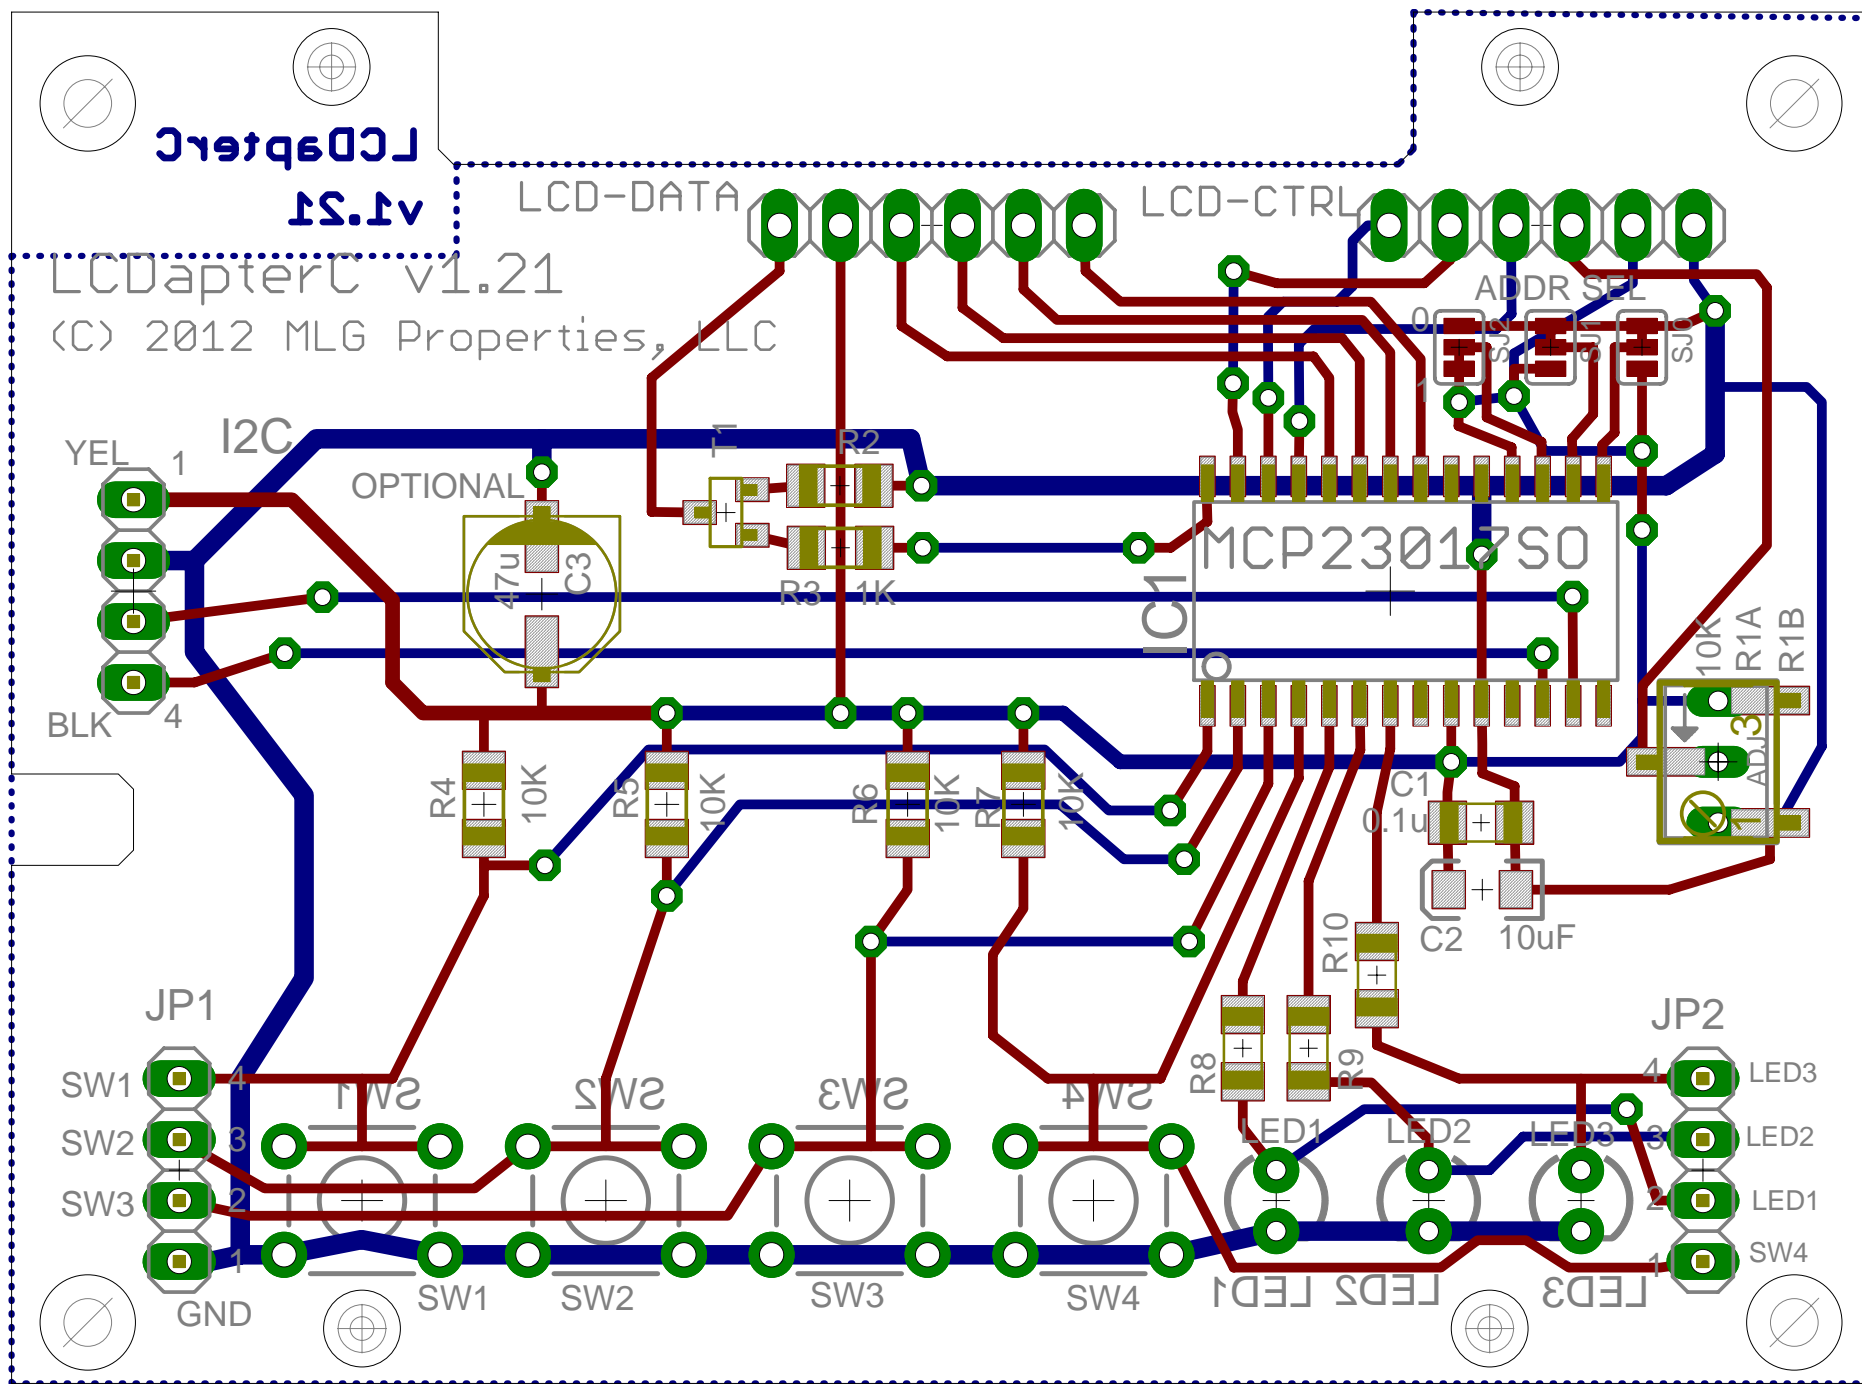 LCDapterC
v1.21
LCD-DATA
LCD-CTRL
LCDapterC v1.21
(C) 2012 MLG Properties, LLC
ADDR SEL
0
SJ2
SJ1
SJ0
1
I2C
YEL
1
T1
R2
OPTIONAL
47u
C3
R3
1K
MCP23017SO
IC1
10K
R1A
R1B
BLK
4
3
ADJ
1
R4
10K
R5
10K
R6
10K
R7
10K
C1
0.1u
C2
10uF
R10
R8
R9
JP1
JP2
SW1
4
SW2
3
SW3
2
1
GND
SW1
SW2
SW3
SW4
LED1
LED2
LED3
4
LED3
3
LED2
2
LED1
1
SW4
SW1
SW2
SW3
SW4
LED1
LED2
LED3